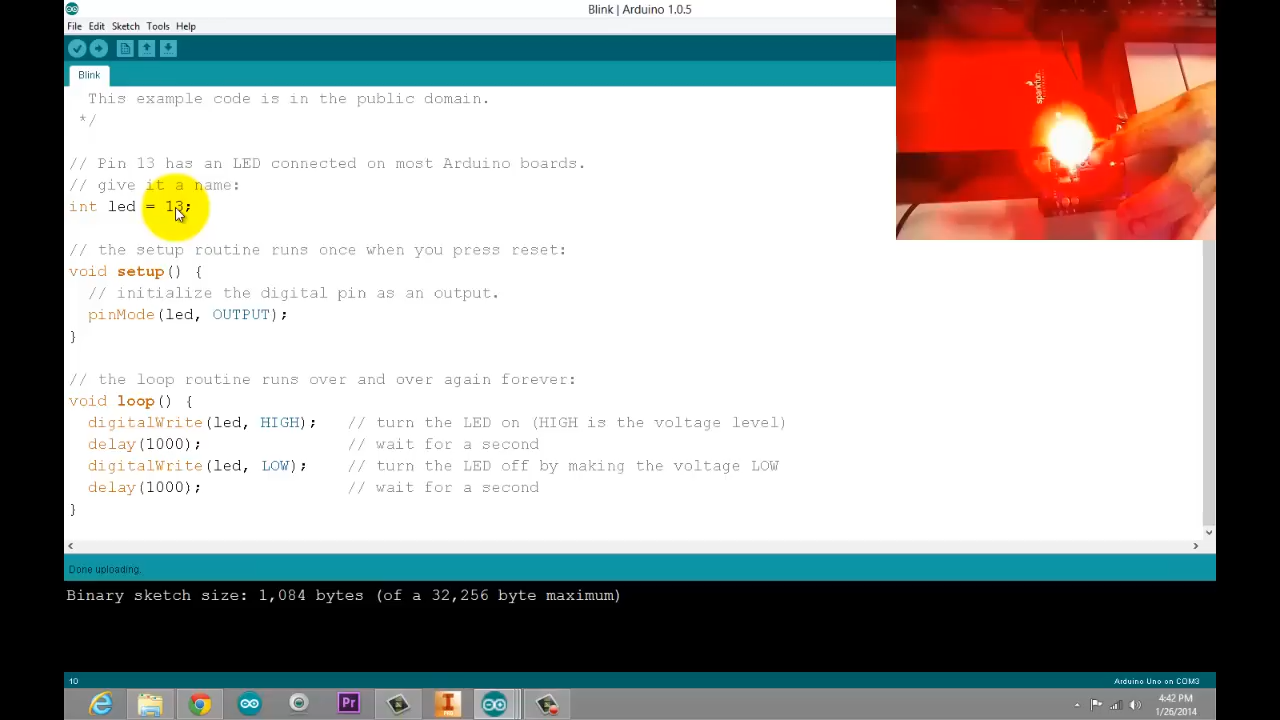 Blink | Arduino 1.0.5
File Edit Sketch Tools Help
Blink
This example code is in the public domain.
*/
// Pin 13 has an LED connected on most Arduino boards.
// give it a name:
int led = 13;
// the setup routine runs once when you press reset:
void setup() {
// initialize the digital pin as an output.
pinMode(led, OUTPUT);
}
// the loop routine runs over and over again forever:
void loop() {
digitalWrite(led, HIGH); // turn the LED on (HIGH is the voltage level)
delay(1000); // wait for a second
digitalWrite(led, LOW); // turn the LED off by making the voltage LOW
delay(1000); // wait for a second
}
sparkfun
Done uploading.
Binary sketch size: 1,084 bytes (of a 32,256 byte maximum)
10
Arduino Uno on COM3
Pr
4:42 PM
1/26/2014